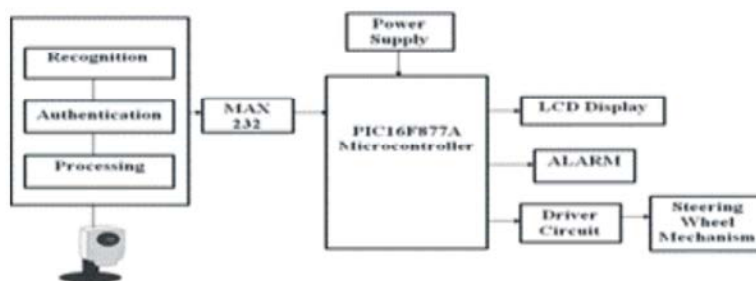 Recognition
Authentication
Processing
MAX
232
Power
Supply
PIC16F877A
Microcontroller
LCD Display
ALARM
Driver
Circuit
Steering
Wheel
Mechanism